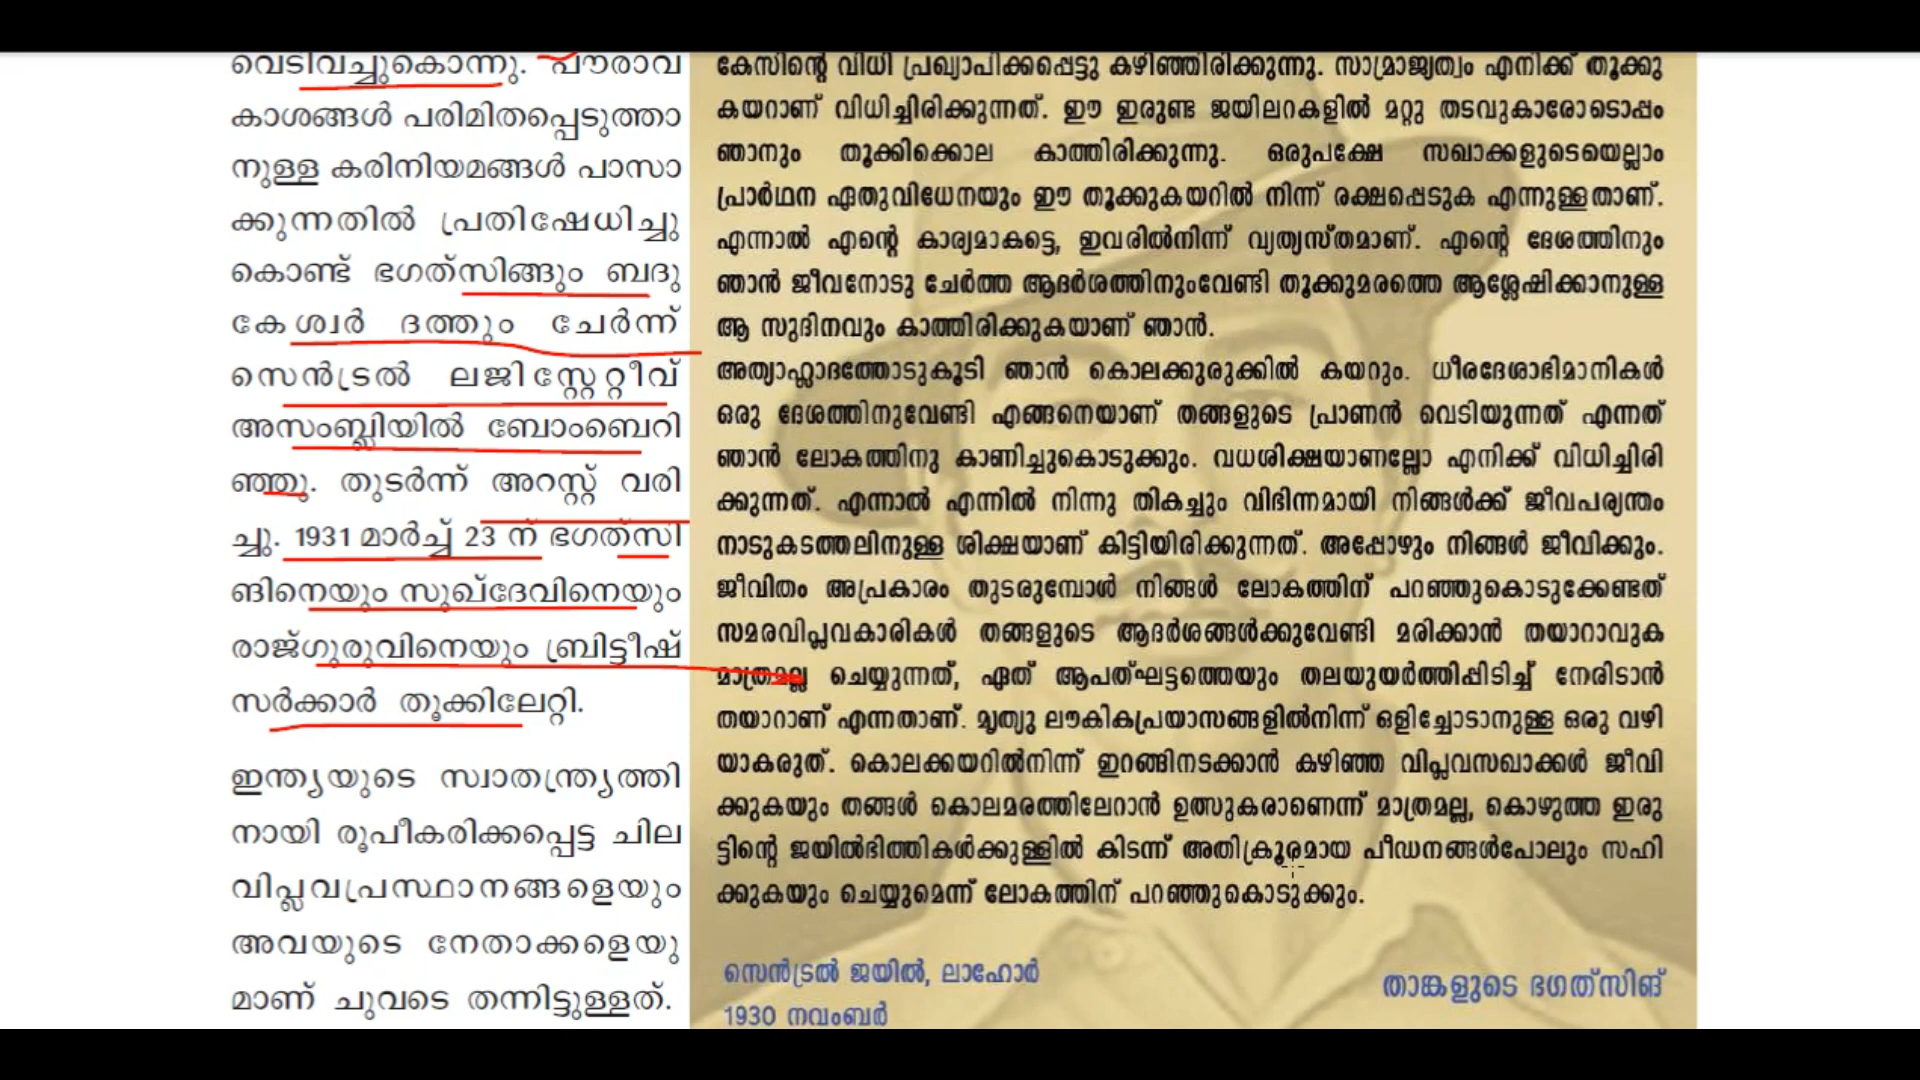 വെടിവച്ചുകൊന്നു. പൗരാവ
കാശങ്ങൾ പരിമിതപ്പെടുത്താ
നുള്ള കരിനിയമങ്ങൾ പാസാ
ക്കുന്നതിൽ പ്രതിഷേധിച്ചു
കൊണ്ട് ഭഗത്സിങ്ങും ബദു
കേശ്വർ ദത്തും ചേർന്ന്
സെൻട്രൽ ലജിസ്ലേറ്റീവ്
അസംബ്ലിയിൽ ബോംബെറി
ഞ്ഞു. തുടർന്ന് അറസ്റ്റ് വരി
ച്ചു. 1931 മാർച്ച് 23 ന് ഭഗത്സി
ങിനെയും സുഖ്ദേവിനെയും
രാജ്ഗുരുവിനെയും ബ്രിട്ടീഷ്
സർക്കാർ തൂക്കിലേറ്റി.
ഇന്ത്യയുടെ സ്വാതന്ത്ര്യത്തി
നായി രൂപീകരിക്കപ്പെട്ട ചില
വിപ്ലവപ്രസ്ഥാനങ്ങളെയും
അവയുടെ നേതാക്കളെയു
മാണ് ചുവടെ തന്നിട്ടുള്ളത്.
കേസിന്റെ വിധി പ്രഖ്യാപിക്കപ്പെട്ടു കഴിഞ്ഞിരിക്കുന്നു. സാമ്രാജ്യത്വം എനിക്ക് തൂക്കു
കയറാണ് വിധിച്ചിരിക്കുന്നത്. ഈ ഇരുണ്ട ജയിലറകളിൽ മറ്റു തടവുകാരോടൊപ്പം
ഞാനും തൂക്കിക്കൊല കാത്തിരിക്കുന്നു. ഒരുപക്ഷേ സഖാക്കളുടെയെല്ലാം
പ്രാർഥന ഏതുവിധേനയും ഈ തൂക്കുകയറിൽ നിന്ന് രക്ഷപ്പെടുക എന്നുള്ളതാണ്.
എന്നാൽ എന്റെ കാര്യമാകട്ടെ, ഇവരിൽനിന്ന് വ്യത്യസ്തമാണ്. എന്റെ ദേശത്തിനും
ഞാൻ ജീവനോടു ചേർത്ത ആദർശത്തിനുംവേണ്ടി തൂക്കുമരത്തെ ആശ്ലേഷിക്കാനുള്ള
ആ സുദിനവും കാത്തിരിക്കുകയാണ് ഞാൻ.
അത്യാഹ്ലാദത്തോടുകൂടി ഞാൻ കൊലക്കുരുക്കിൽ കയറും. ധീരദേശാഭിമാനികൾ
ഒരു ദേശത്തിനുവേണ്ടി എങ്ങനെയാണ് തങ്ങളുടെ പ്രാണൻ വെടിയുന്നത് എന്നത്
ഞാൻ ലോകത്തിനു കാണിച്ചുകൊടുക്കും. വധശിക്ഷയാണല്ലോ എനിക്ക് വിധിച്ചിരി
ക്കുന്നത്. എന്നാൽ എന്നിൽ നിന്നു തികച്ചും വിഭിന്നമായി നിങ്ങൾക്ക് ജീവപര്യന്തം
നാടുകടത്തലിനുള്ള ശിക്ഷയാണ് കിട്ടിയിരിക്കുന്നത്. അപ്പോഴും നിങ്ങൾ ജീവിക്കും.
ജീവിതം അപ്രകാരം തുടരുമ്പോൾ നിങ്ങൾ ലോകത്തിന് പറഞ്ഞുകൊടുക്കേണ്ടത്
സമരവിപ്ലവകാരികൾ തങ്ങളുടെ ആദർശങ്ങൾക്കുവേണ്ടി മരിക്കാൻ തയാറാവുക
മാത്രമല്ല ചെയ്യുന്നത്, ഏത് ആപത്ഘട്ടത്തെയും തലയുയർത്തിപ്പിടിച്ച് നേരിടാൻ
തയാറാണ് എന്നതാണ്. മൃത്യു ലൗകികപ്രയാസങ്ങളിൽനിന്ന് ഒളിച്ചോടാനുള്ള ഒരു വഴി
യാകരുത്. കൊലക്കയറിൽനിന്ന് ഇറങ്ങിനടക്കാൻ കഴിഞ്ഞ വിപ്ലവസഖാക്കൾ ജീവി
ക്കുകയും തങ്ങൾ കൊലമരത്തിലേറാൻ ഉത്സുകരാണെന്ന് മാത്രമല്ല, കൊഴുത്ത ഇരു
ട്ടിന്റെ ജയിൽഭിത്തികൾക്കുള്ളിൽ കിടന്ന് അതിക്രൂരമായ പീഡനങ്ങൾപോലും സഹി
ക്കുകയും ചെയ്യുമെന്ന് ലോകത്തിന് പറഞ്ഞുകൊടുക്കും.
സെൻട്രൽ ജയിൽ, ലാഹോർ
1930 നവംബർ
താങ്കളുടെ ഭഗത്സിങ്